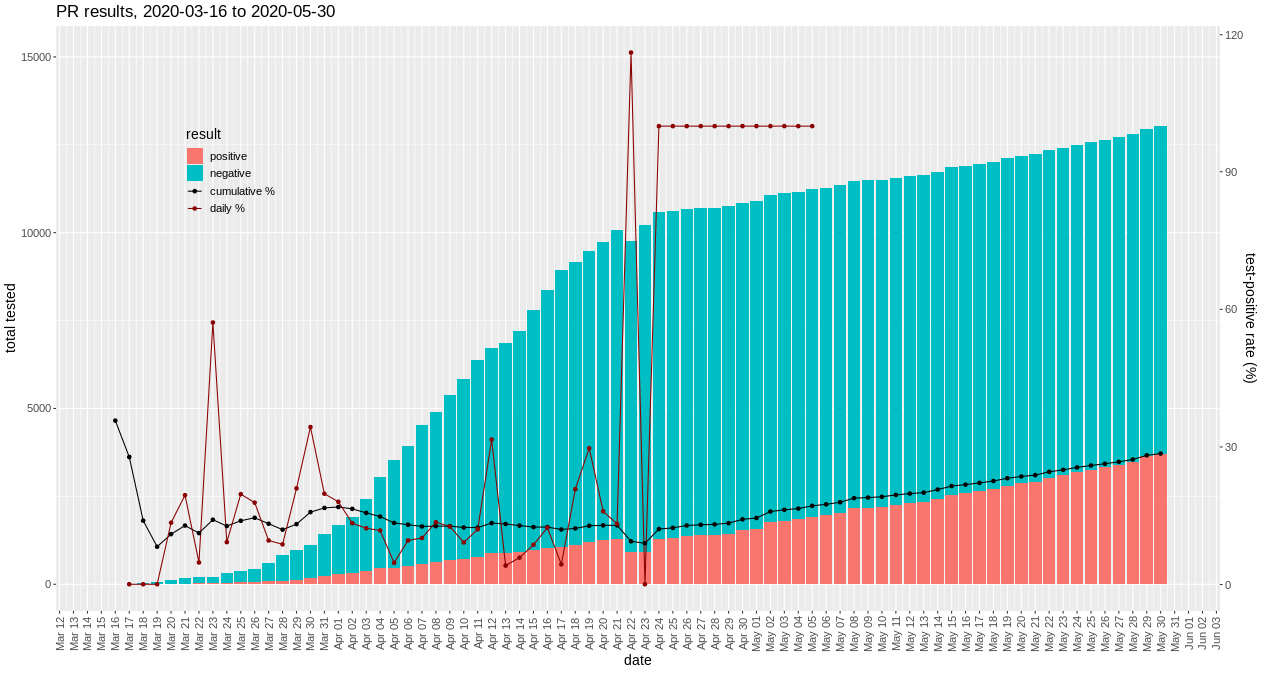 PR results, 2020-03-16 to 2020-05-30
total tested
15000
10000
5000
0
result
positive
negative
cumulative %
daily %
120
90
60
30
0
test-positive rate (%)
Mar 12
Mar 13
Mar 14
Mar 15
Mar 16
Mar 17
Mar 18
Mar 19
Mar 20
Mar 21
Mar 22
Mar 23
Mar 24
Mar 25
Mar 26
Mar 27
Mar 28
Mar 29
Mar 30
Mar 31
Apr 01
Apr 02
Apr 03
Apr 04
Apr 05
Apr 06
Apr 07
Apr 08
Apr 09
Apr 10
Apr 11
Apr 12
Apr 13
Apr 14
Apr 15
Apr 16
Apr 17
Apr 18
Apr 19
Apr 20
Apr 21
Apr 22
Apr 23
Apr 24
Apr 25
Apr 26
Apr 27
Apr 28
Apr 29
Apr 30
May 01
May 02
May 03
May 04
May 05
May 06
May 07
May 08
May 09
May 10
May 11
May 12
May 13
May 14
May 15
May 16
May 17
May 18
May 19
May 20
May 21
May 22
May 23
May 24
May 25
May 26
May 27
May 28
May 29
May 30
May 31
Jun 01
Jun 02
Jun 03
date